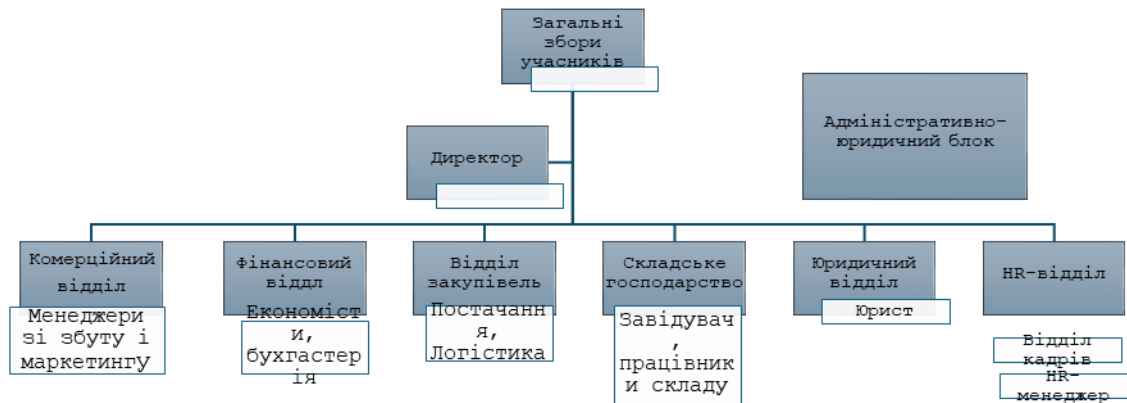 Загальні
збори
учасників
Адміністративно-
юридичний блок
Директор
Комерційний
відділ
Фінансовий
віддл
Відділ
закупівель
Складське
господарство
Юридичний
відділ
HR-відділ
Менеджери
зі збуту і
маркетингу
Економіст
и,
бухгастер
ія
Постачанн
я,
Логістика
Завідувач
,
працівник
и складу
Юрист
Відділ
кадрів
HR-
менеджер